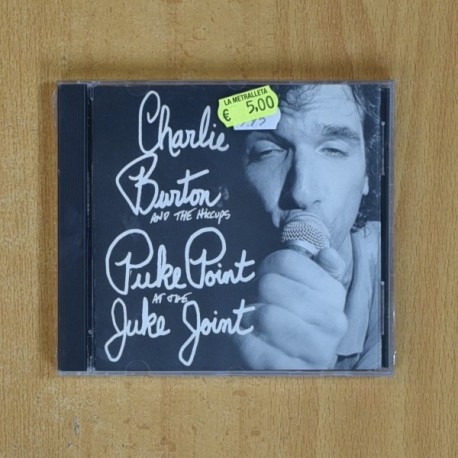 LA METRALLETA
€ 5,00
Charlie
Burton
AND THE HICCUPS
Puke Point
AT THE
Juke Joint